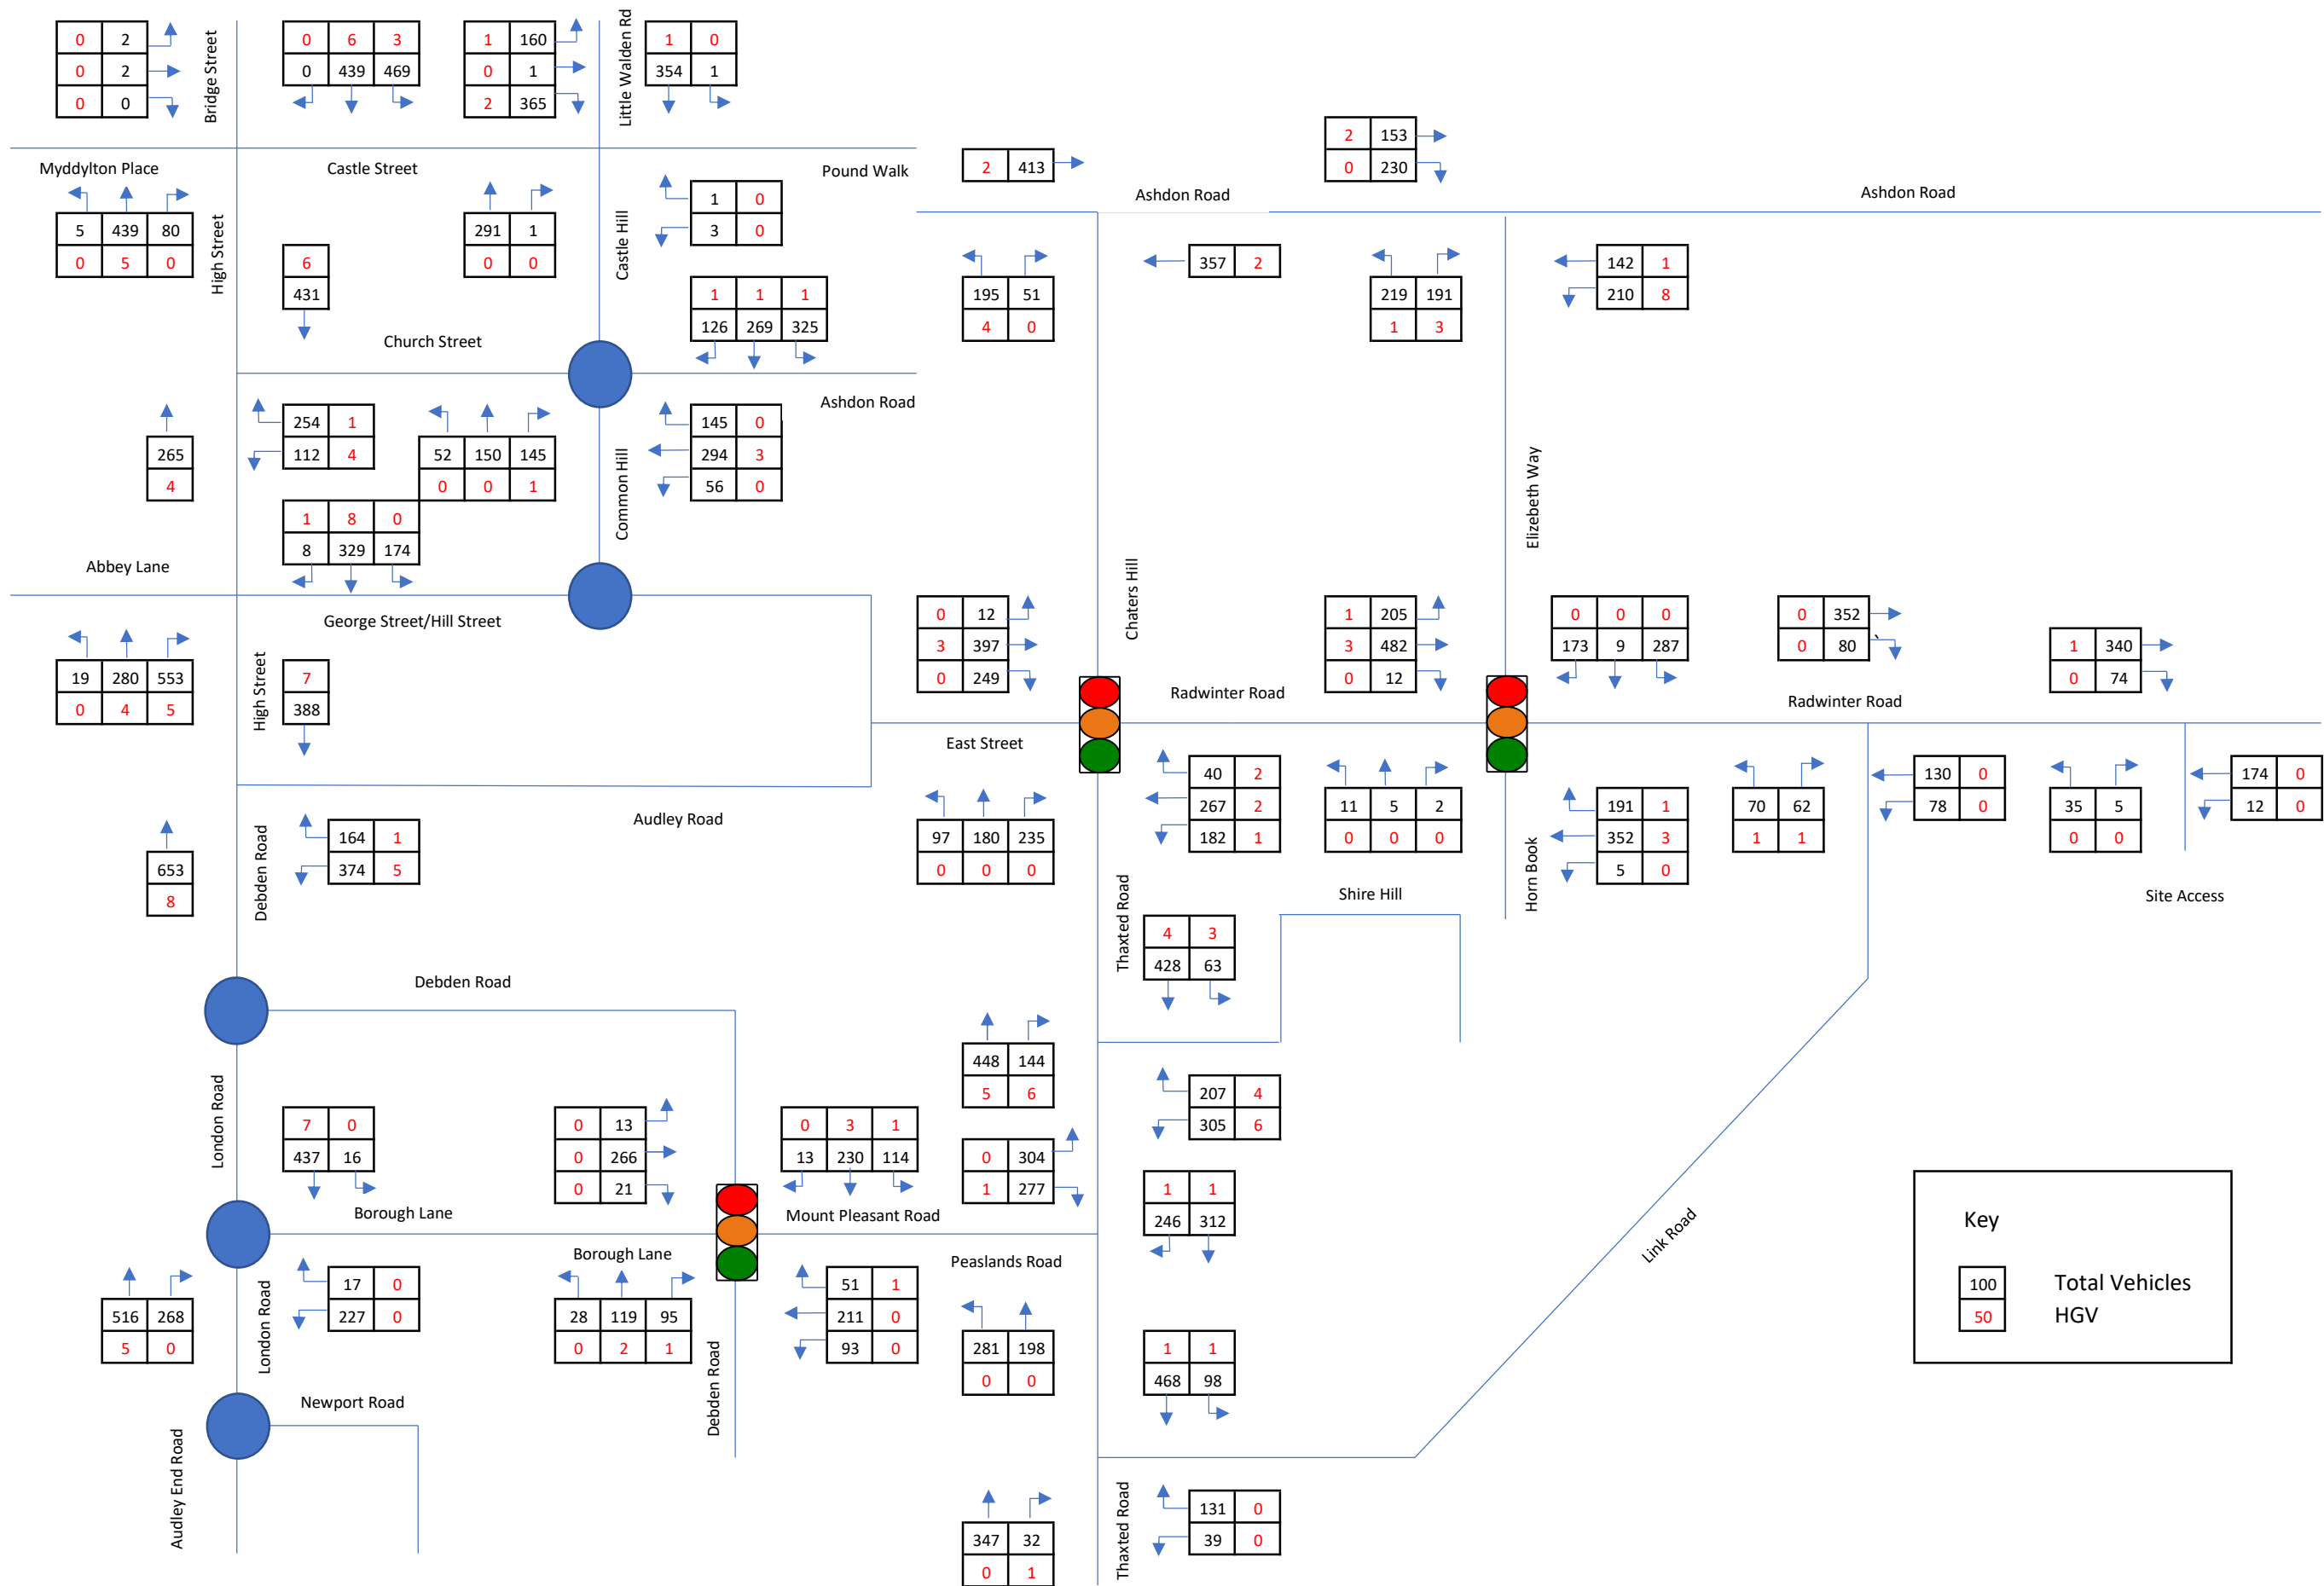 0 2
0 2
0 0
Bridge Street
0 6 3
0 439 469
1 160
0 1
2 365
Little Walden Rd
1 0
354 1
Myddylton Place
Castle Street
Pound Walk
2 413
2 153
0 230
Ashdon Road
Ashdon Road
5 439 80
0 5 0
High Street
6
431
291 1
0 0
Castle Hill
1 0
3 0
195 51
4 0
357 2
219 191
1 3
142 1
210 8
1 1 1
126 269 325
Church Street
Ashdon Road
265
4
254 1
112 4
52 150 145
0 0 1
Common Hill
145 0
294 3
56 0
Elizebeth Way
1 8 0
8 329 174
Abbey Lane
George Street/Hill Street
Chaters Hill
19 280 553
0 4 5
High Street
7
388
0 12
3 397
0 249
1 205
3 482
0 12
0 0 0
173 9 287
0 352
0 80
`
1 340
0 74
Radwinter Road
Radwinter Road
East Street
653
8
Debden Road
164 1
374 5
Audley Road
97 180 235
0 0 0
40 2
267 2
182 1
11 5 2
0 0 0
Horn Book
191 1
352 3
5 0
70 62
1 1
130 0
78 0
35 5
0 0
174 0
12 0
Thaxted Road
Shire Hill
Site Access
4 3
428 63
Debden Road
448 144
5 6
207 4
305 6
London Road
7 0
437 16
0 13
0 266
0 21
0 3 1
13 230 114
0 304
1 277
1 1
246 312
Borough Lane
Mount Pleasant Road
Borough Lane
Peaslands Road
Link Road
Key
100 Total Vehicles
50 HGV
516 268
5 0
London Road
17 0
227 0
28 119 95
0 2 1
Debden Road
51 1
211 0
93 0
281 198
0 0
1 1
468 98
Newport Road
Audley End Road
347 32
0 1
Thaxted Road
131 0
39 0